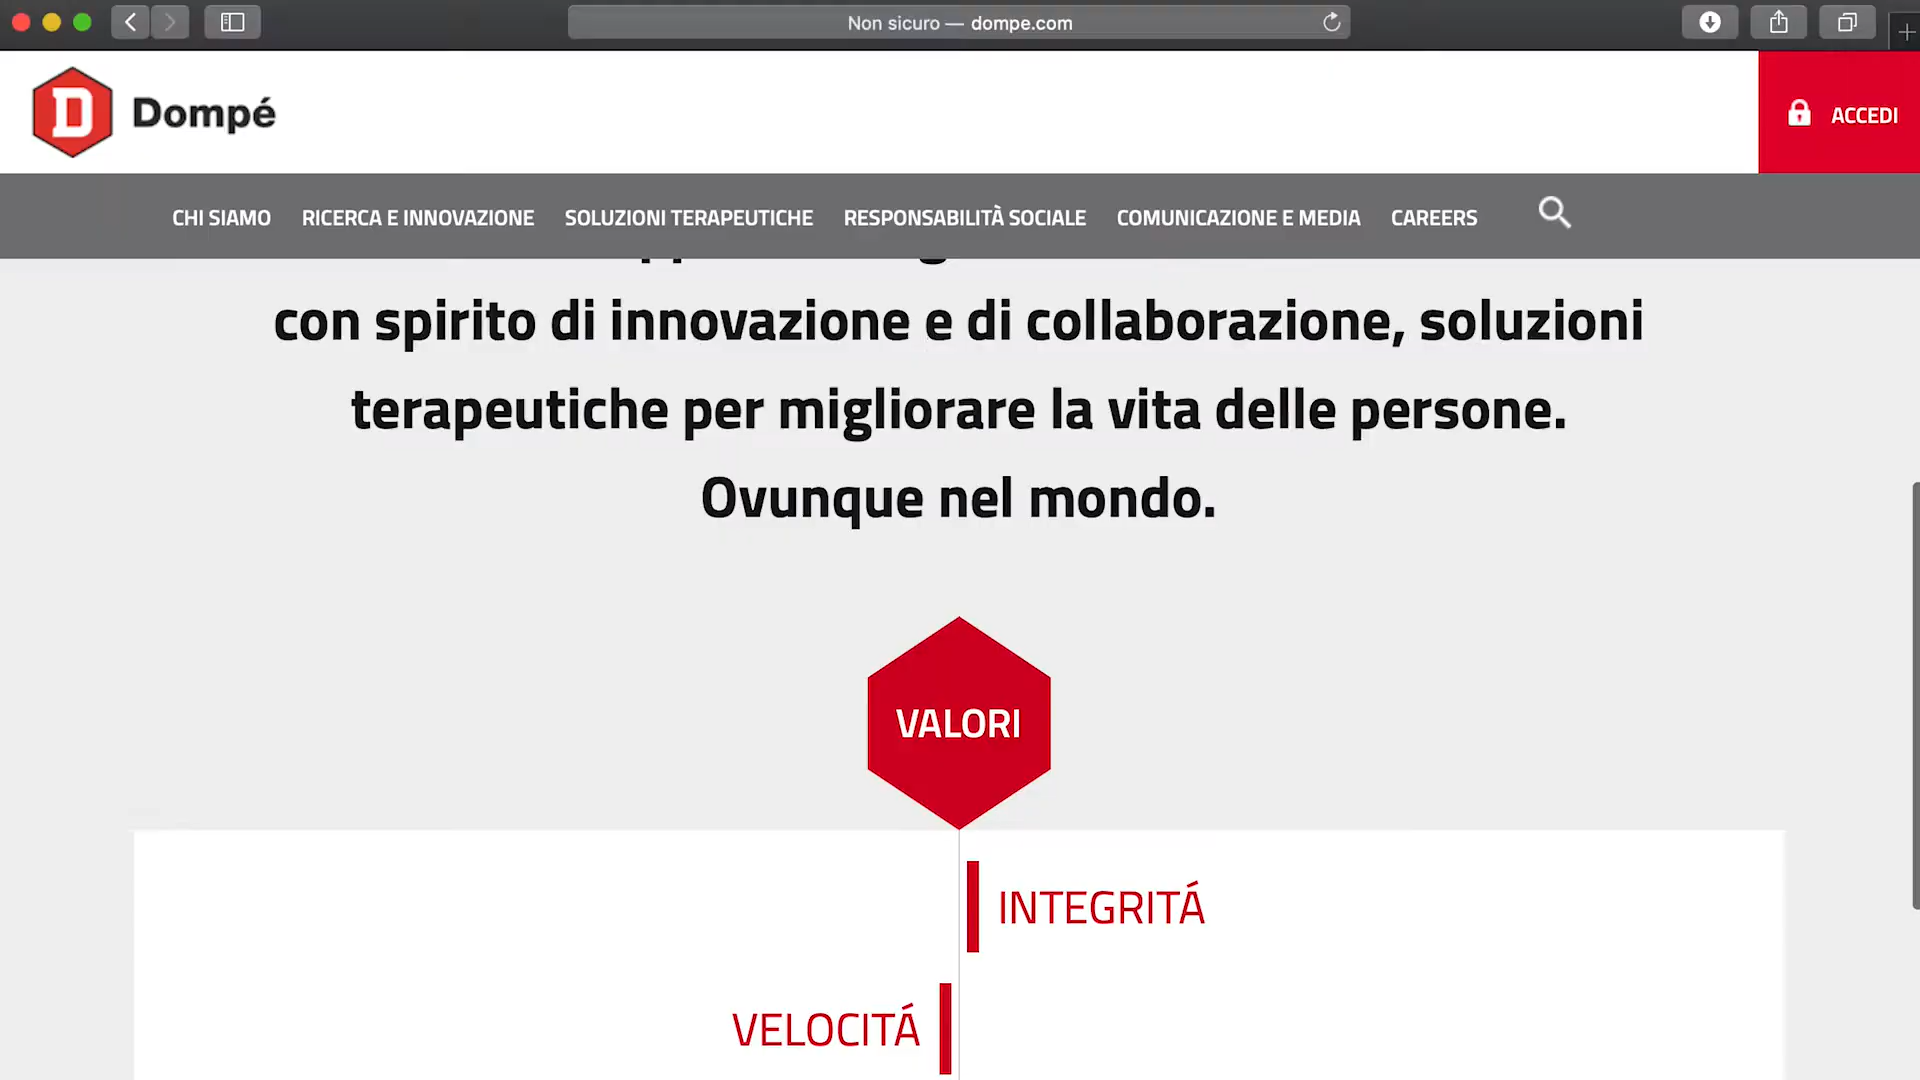 Non sicuro — dompe.com
D Dompé
ACCEDI
CHI SIAMO RICERCA E INNOVAZIONE SOLUZIONI TERAPEUTICHE RESPONSABILITÀ SOCIALE COMUNICAZIONE E MEDIA CAREERS
con spirito di innovazione e di collaborazione, soluzioni
terapeutiche per migliorare la vita delle persone.
Ovunque nel mondo.
VALORI
INTEGRITÁ
VELOCITÁ